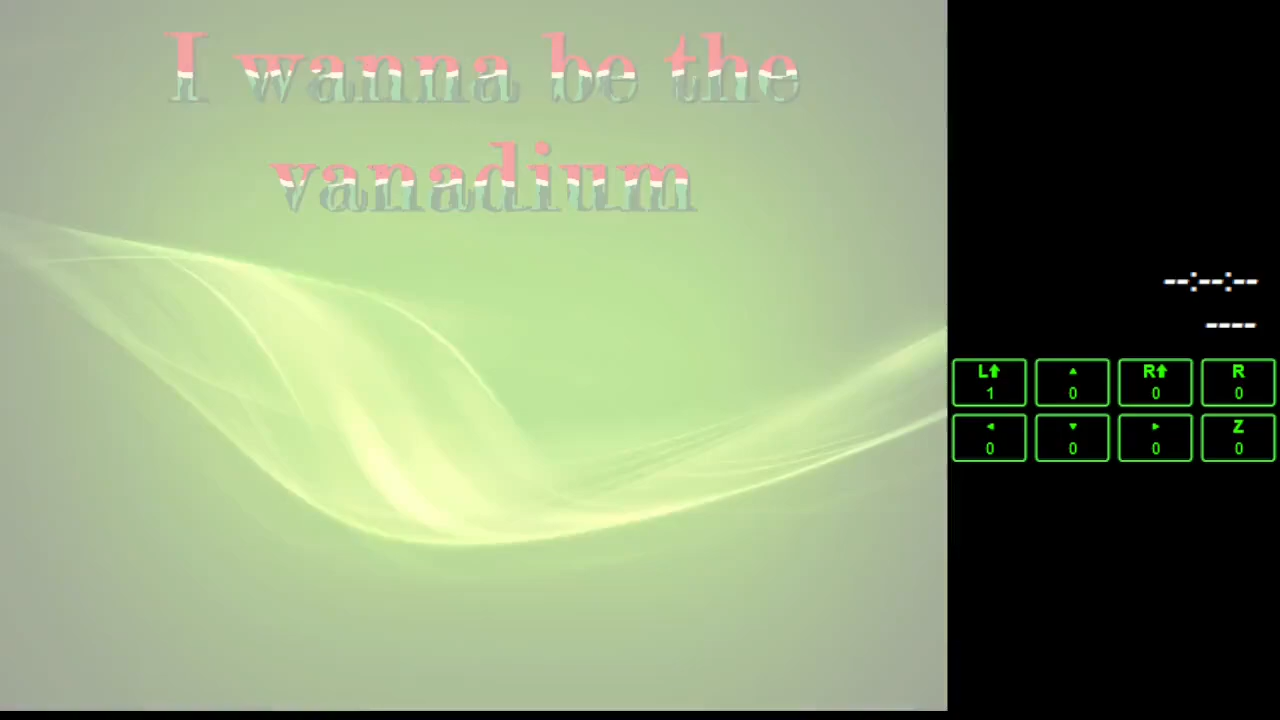 I wanna be the
vanadium
--:--:--
----
L⬆ ▲ R⬆ R
1 0 0 0
◄ ▼ ► Z
0 0 0 0